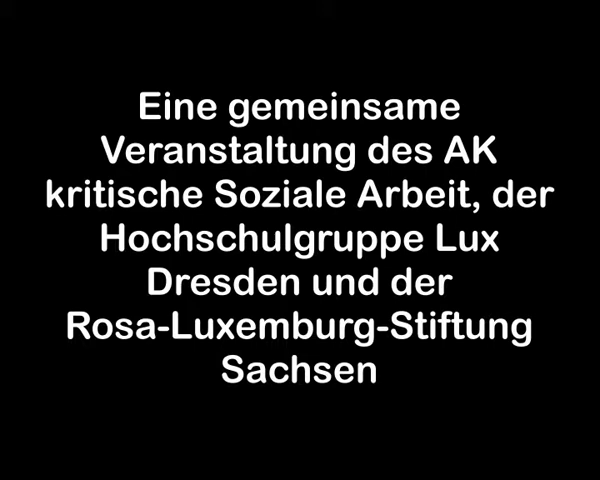 Eine gemeinsame
Veranstaltung des AK
kritische Soziale Arbeit, der
Hochschulgruppe Lux
Dresden und der
Rosa-Luxemburg-Stiftung
Sachsen